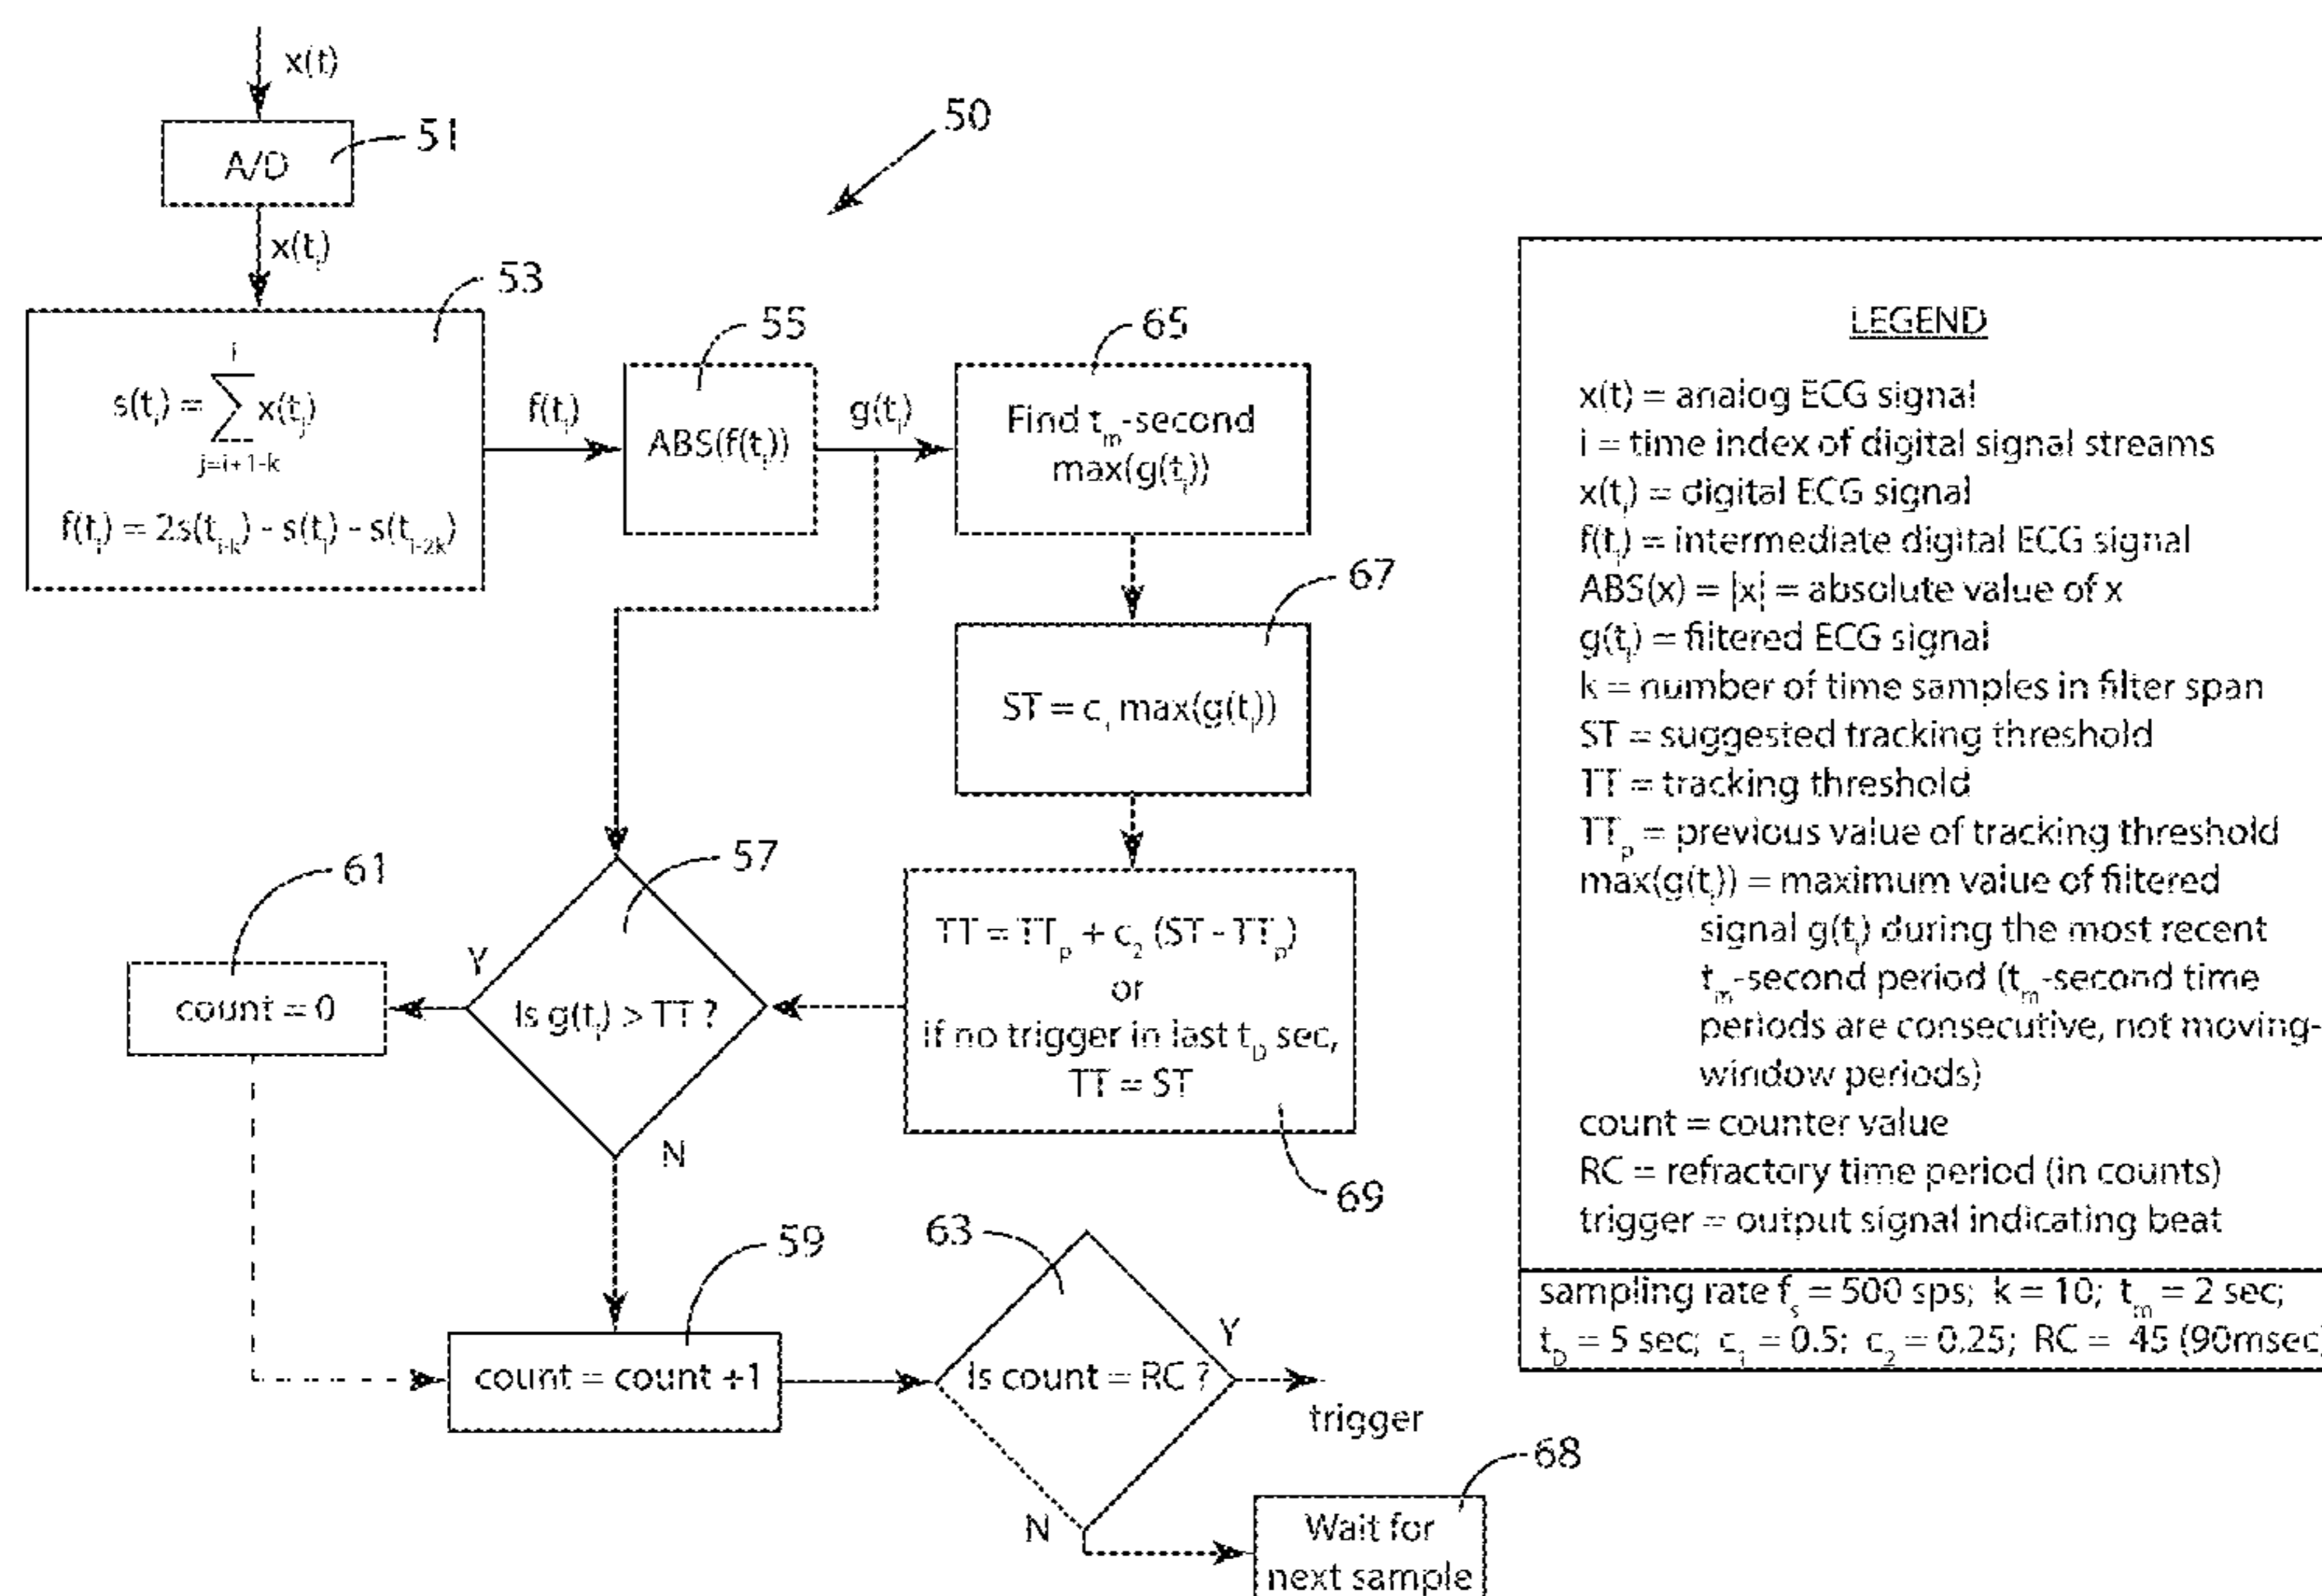 x(t)
50
51
A/D
x(t_i)
53
s(t_i) = i ∑ j=i+1-k x(t_j)
f(t_i) = 2s(t_{i-k}) - s(t_i) - s(t_{i-2k})
f(t_i)
55
ABS(f(t_i))
g(t_i)
65
Find t_m-second
max(g(t_i))
67
ST = c_1 max(g(t_i))
57
Is g(t_i) > TT ?
Y
N
61
count = 0
TT = TT_p + c_2 (ST - TT_p)
or
if no trigger in last t_D sec,
TT = ST
69
59
count = count +1
63
Is count = RC ?
Y
trigger
N
68
Wait for
next sample
LEGEND
x(t) = analog ECG signal
i = time index of digital signal streams
x(t_i) = digital ECG signal
f(t_i) = intermediate digital ECG signal
ABS(x) = |x| = absolute value of x
g(t_i) = filtered ECG signal
k = number of time samples in filter span
ST = suggested tracking threshold
TT = tracking threshold
TT_p = previous value of tracking threshold
max(g(t_i)) = maximum value of filtered
signal g(t_i) during the most recent
t_m-second period (t_m-second time
periods are consecutive, not moving-
window periods)
count = counter value
RC = refractory time period (in counts)
trigger = output signal indicating beat
sampling rate f_s = 500 sps; k = 10; t_m = 2 sec;
t_D = 5 sec; c_1 = 0.5; c_2 = 0.25; RC = 45 (90msec)